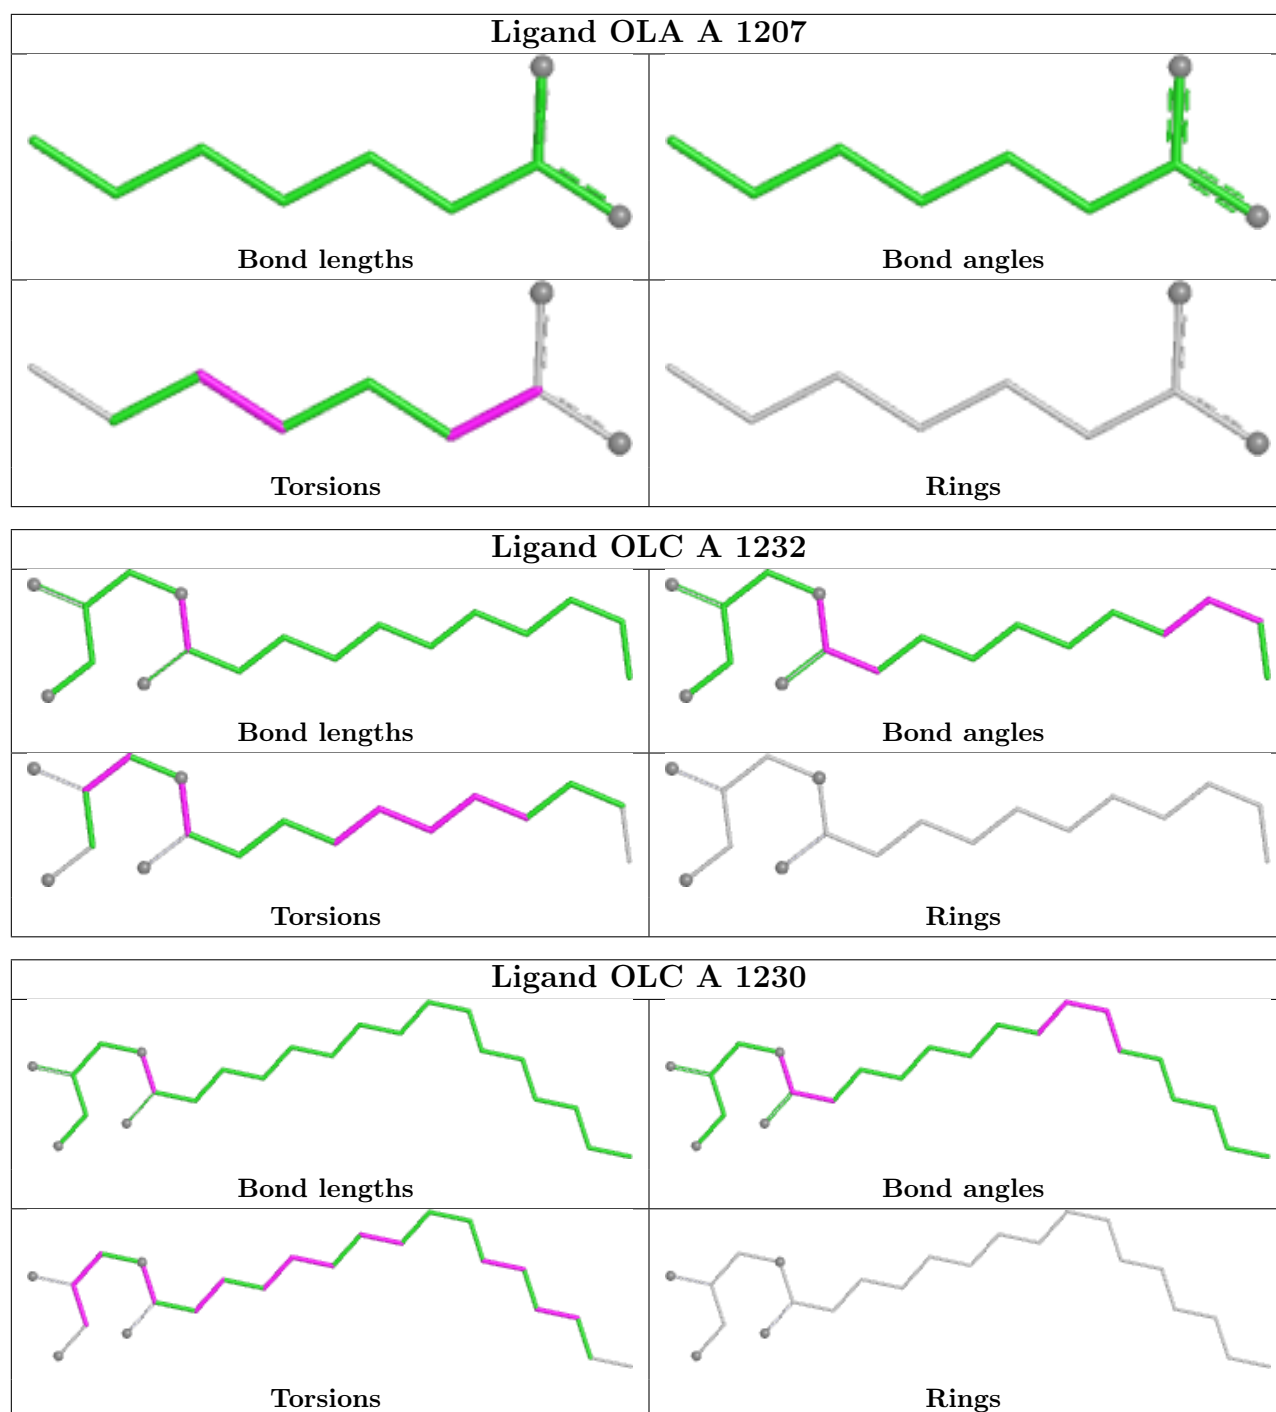 Ligand OLA A 1207
Bond lengths
Bond angles
Torsions
Rings
Ligand OLC A 1232
Bond lengths
Bond angles
Torsions
Rings
Ligand OLC A 1230
Bond lengths
Bond angles
Torsions
Rings